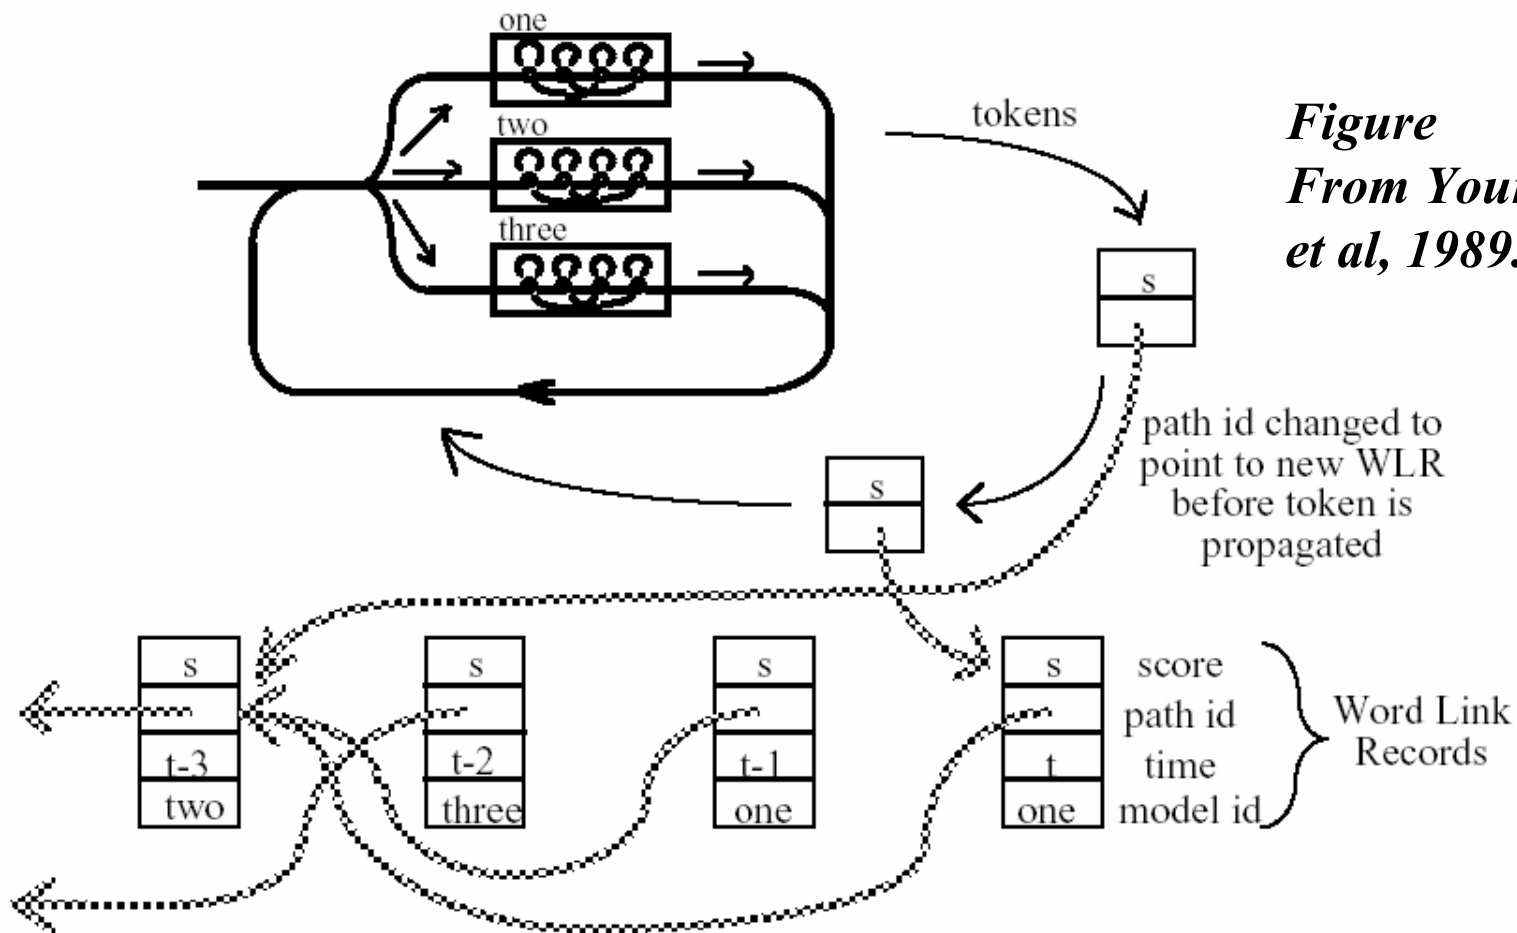 one
two
three
tokens
Figure
From
et al, 1989.
s
path id changed to
point to new WLR
before token is
propagated
s
s
s
s
s
score
path id
t-3
t-2
t-1
t
time
two
three
one
one
model id
Word Link
Records